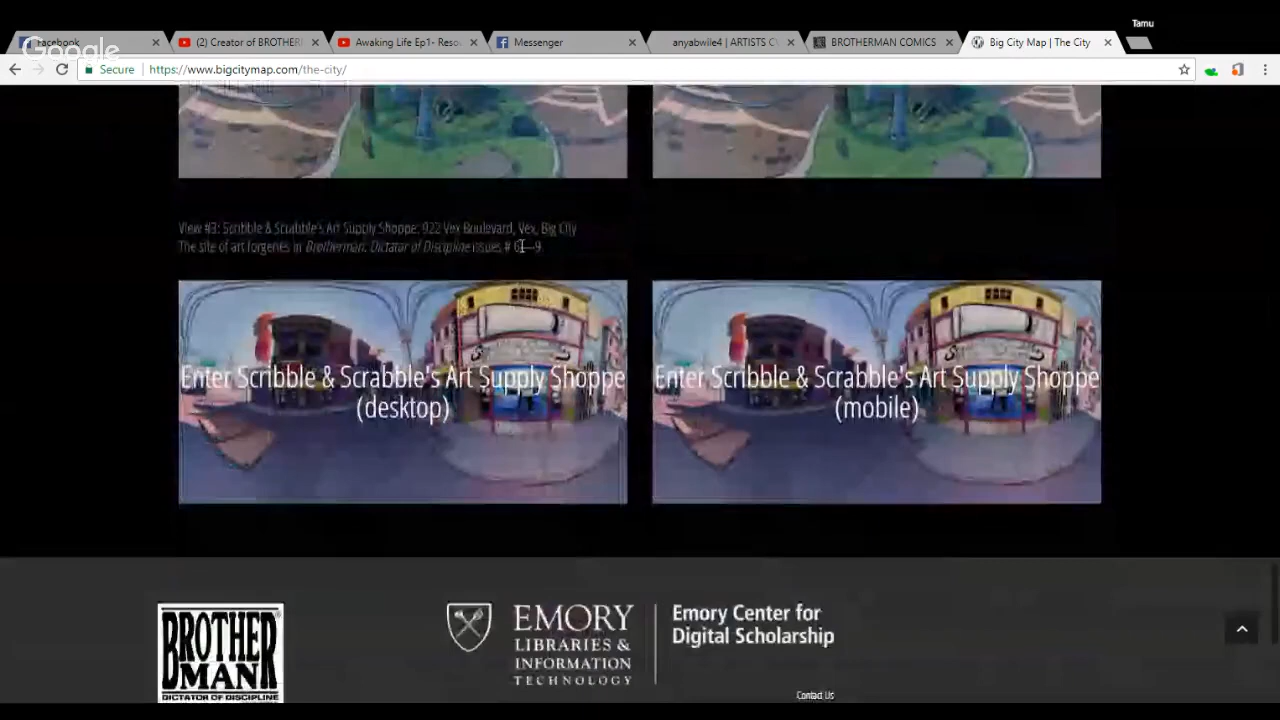 Tamu
Facebook
Google
(2) Creator of BROTHER
Awaking Life Ep1- Reso
Messenger
anyabwile4 | ARTISTS C
BROTHERMAN COMICS
Big City Map | The City
Secure
https://www.bigcitymap.com/the-city/
View #3: Scribble & Scrabble's Art Supply Shoppe: 922 Vex Boulevard, Vex, Big City
The site of art forgeries in Brotherman: Dictator of Discipline issues # 6—9.
Enter Scribble & Scrabble's Art Supply Shoppe
(desktop)
Enter Scribble & Scrabble's Art Supply Shoppe
(mobile)
BROTHER
MAN
DICTATOR OF DISCIPLINE
EMORY
LIBRARIES &
INFORMATION
TECHNOLOGY
Emory Center for
Digital Scholarship
Contact Us